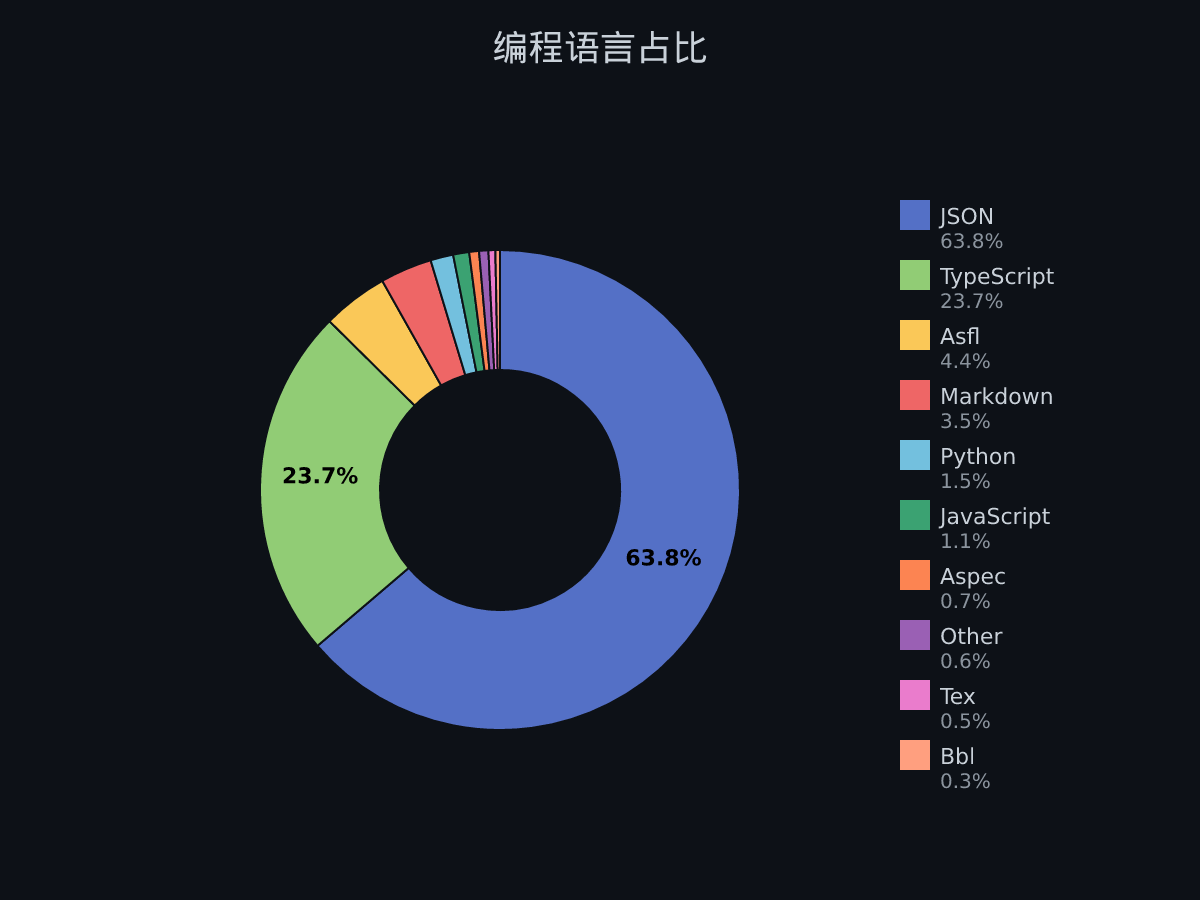 编程语言占比
23.7%
63.8%
JSON
63.8%
TypeScript
23.7%
Asfl
4.4%
Markdown
3.5%
Python
1.5%
JavaScript
1.1%
Aspec
0.7%
Other
0.6%
Tex
0.5%
Bbl
0.3%